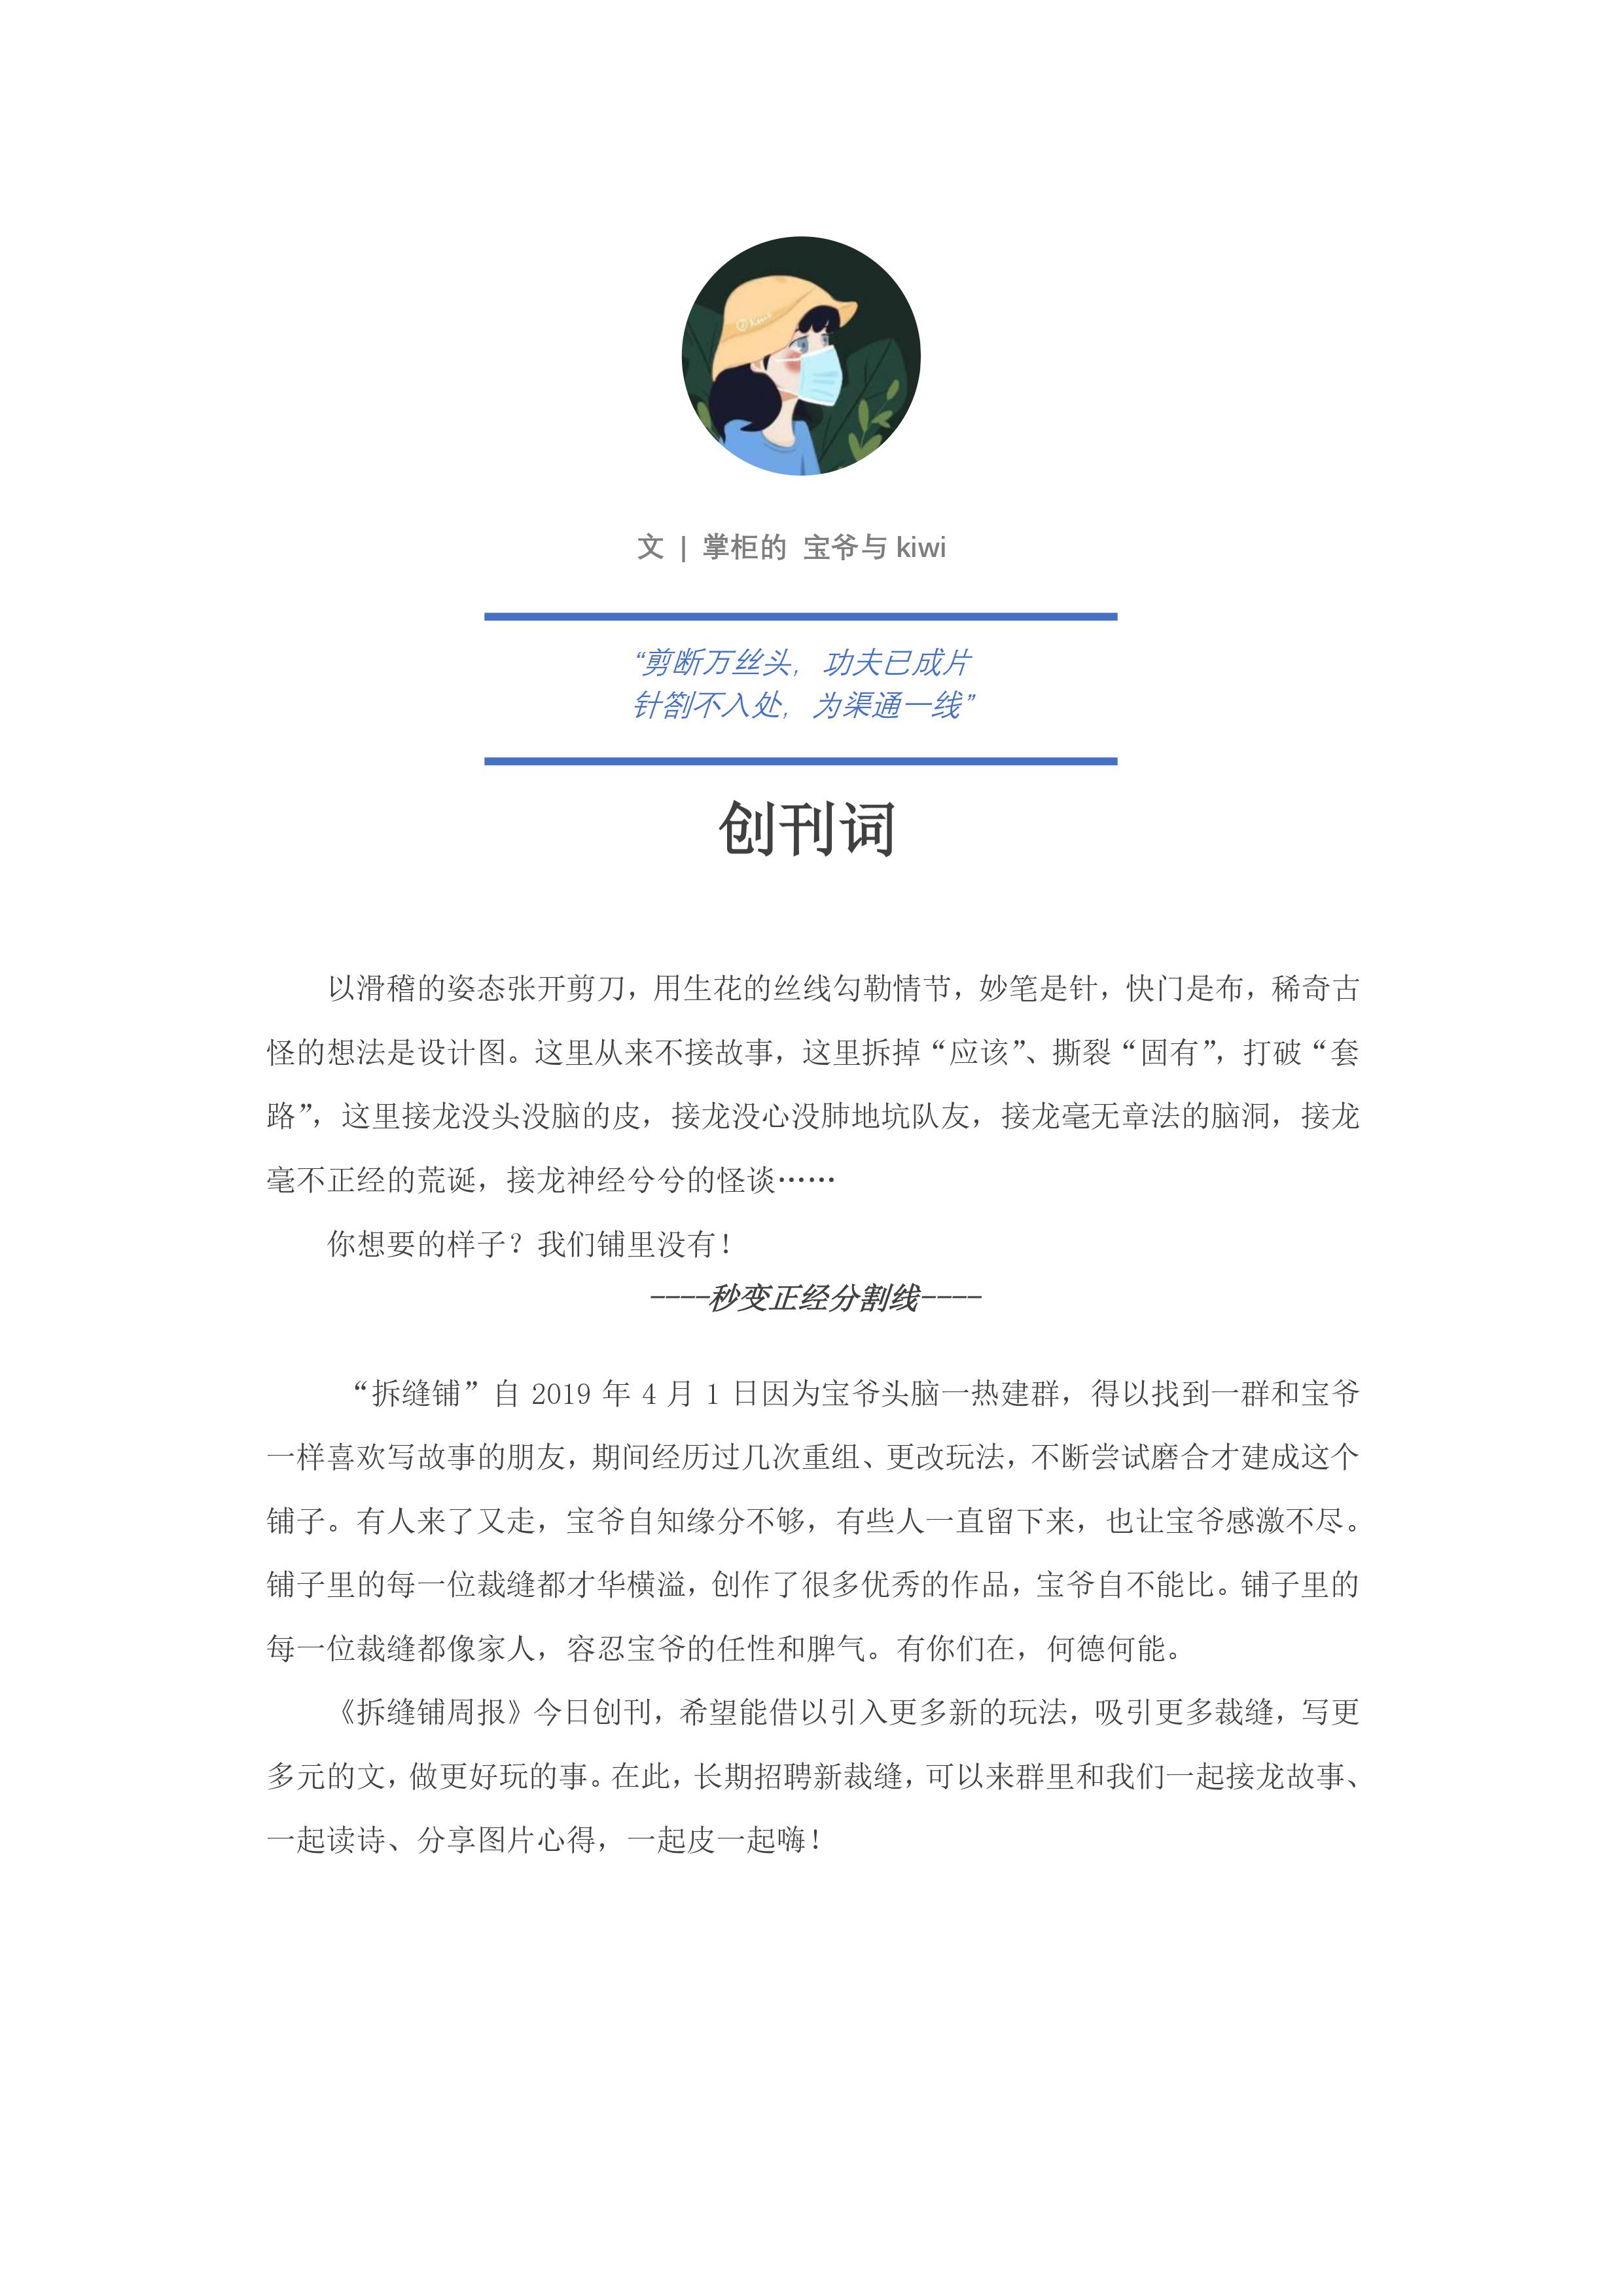 文 | 掌柜的 宝爷与 kiwi
“剪断万丝头，功夫已成片
针劄不入处，为渠通一线”
创刊词
以滑稽的姿态张开剪刀，用生花的丝线勾勒情节，妙笔是针，快门是布，稀奇古
怪的想法是设计图。这里从来不接故事，这里拆掉“应该”、撕裂“固有”，打破“套
路”，这里接龙没头没脑的皮，接龙没心没肺地坑队友，接龙毫无章法的脑洞，接龙
毫不正经的荒诞，接龙神经兮兮的怪谈……
你想要的样子？我们铺里没有！
----秒变正经分割线----
“拆缝铺”自 2019 年 4 月 1 日因为宝爷头脑一热建群，得以找到一群和宝爷
一样喜欢写故事的朋友，期间经历过几次重组、更改玩法，不断尝试磨合才建成这个
铺子。有人来了又走，宝爷自知缘分不够，有些人一直留下来，也让宝爷感激不尽。
铺子里的每一位裁缝都才华横溢，创作了很多优秀的作品，宝爷自不能比。铺子里的
每一位裁缝都像家人，容忍宝爷的任性和脾气。有你们在，何德何能。
《拆缝铺周报》今日创刊，希望能借以引入更多新的玩法，吸引更多裁缝，写更
多元的文，做更好玩的事。在此，长期招聘新裁缝，可以来群里和我们一起接龙故事、
一起读诗、分享图片心得，一起皮一起嗨！